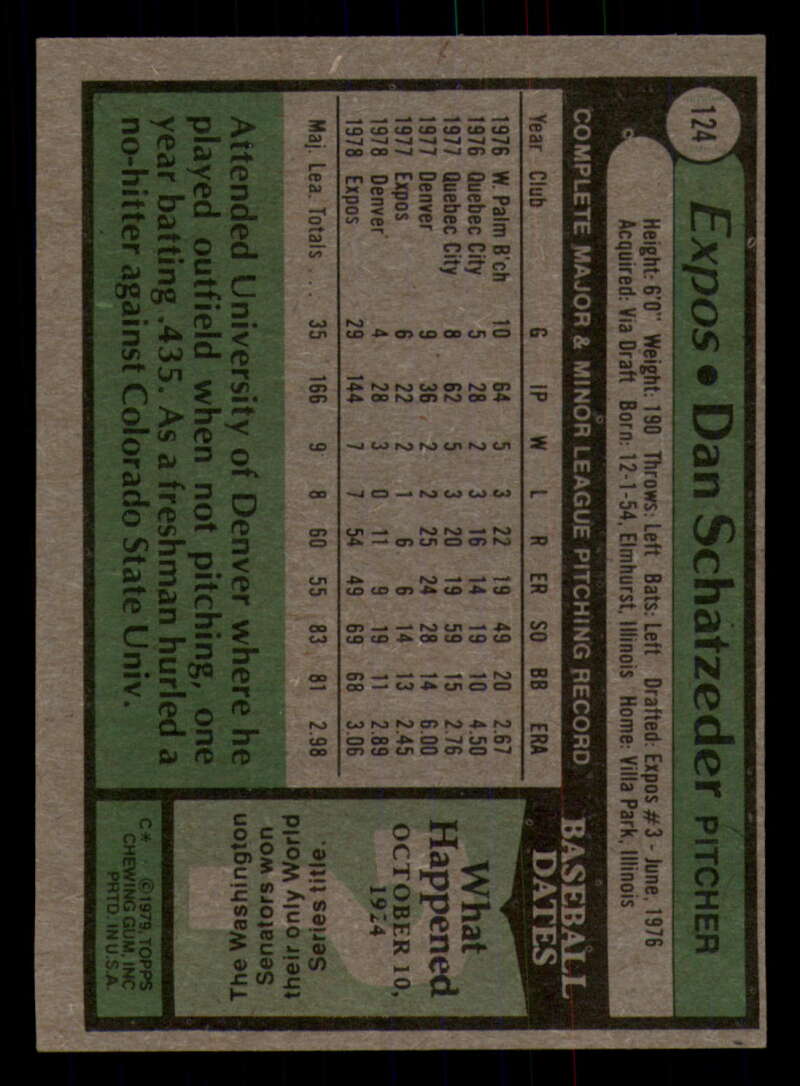 124
Expos • Dan Schatzeder PITCHER
Height: 6'0" Weight: 190 Throws: Left Bats: Left Drafted: Expos #3 - June, 1976
Acquired: Via Draft Born: 12-1-54, Elmhurst, Illinois Home: Villa Park, Illinois
COMPLETE MAJOR & MINOR LEAGUE PITCHING RECORD
Year Club G IP W L R ER SO BB ERA
1976 W. Palm B'ch 10 64 5 3 22 19 49 20 2.67
1976 Quebec City 5 28 2 3 16 14 19 10 4.50
1977 Quebec City 8 62 5 3 20 19 59 15 2.76
1977 Denver 9 36 2 2 25 24 28 14 6.00
1977 Expos 6 22 2 1 6 6 14 13 2.45
1978 Denver 4 28 3 0 11 9 19 11 2.89
1978 Expos 29 144 7 7 54 49 69 68 3.06
Maj. Lea. Totals . . . 35 166 9 8 60 55 83 81 2.98
Attended University of Denver where he
played outfield when not pitching, one
year batting .435. As a freshman hurled a
no-hitter against Colorado State Univ.
BASEBALL
DATES
What
Happened
OCTOBER 10,
1924
The Washington
Senators won
their only World
Series title.
C* ©1979, TOPPS
CHEWING GUM, INC
PRTD. IN U.S.A.